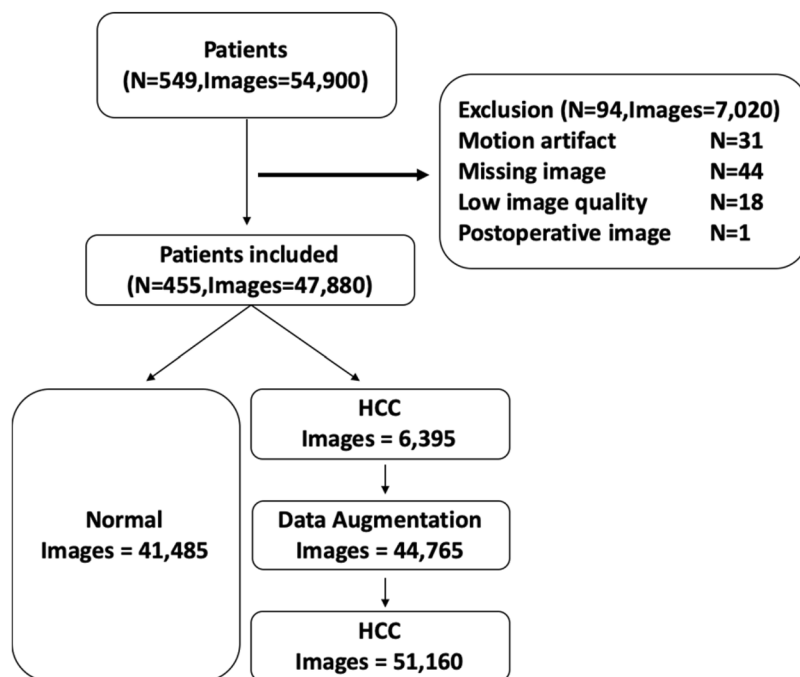 Patients
(N=549,Images=54,900)
Exclusion (N=94,Images=7,020)
Motion artifact N=31
Missing image N=44
Low image quality N=18
Postoperative image N=1
Patients included
(N=455,Images=47,880)
Normal
Images = 41,485
HCC
Images = 6,395
Data Augmentation
Images = 44,765
HCC
Images = 51,160